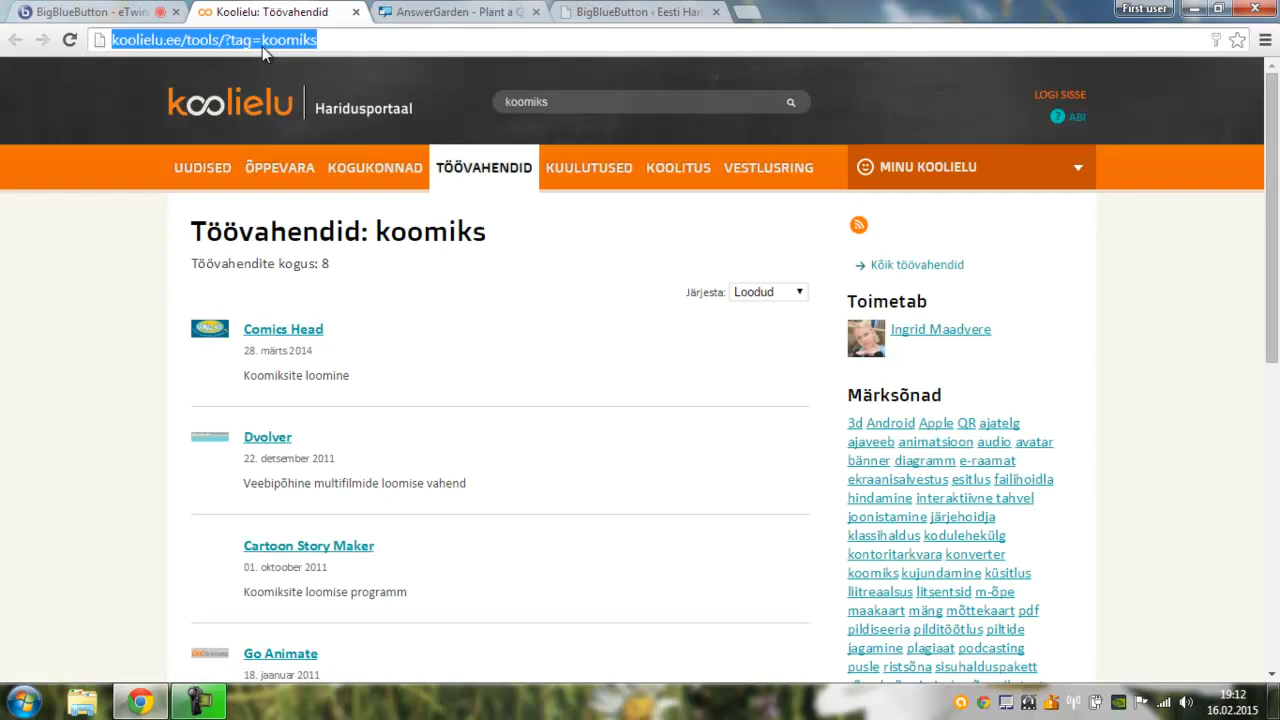 BigBlueButton - eTwin
Koolielu: Töövahendid
AnswerGarden - Plant a Q
BigBlueButton ‹ Eesti Hari
First user
koolielu.ee/tools/?tag=koomiks
koolielu
Haridusportaal
koomiks
LOGI SISSE
? ABI
UUDISED ÕPPEVARA KOGUKONNAD TÖÖVAHENDID KUULUTUSED KOOLITUS VESTLUSRING
MINU KOOLIELU
Töövahendid: koomiks
Töövahendite kogus: 8
Järjesta: Loodud
Comics Head
28. märts 2014
Koomiksite loomine
Dvolver
22. detsember 2011
Veebipõhine multifilmide loomise vahend
Cartoon Story Maker
01. oktoober 2011
Koomiksite loomise programm
Go Animate
18. jaanuar 2011
→ Kõik töövahendid
Toimetab
Ingrid Maadvere
Märksõnad
3d Android Apple QR ajatelg
ajaveeb animatsioon audio avatar
bänner diagramm e-raamat
ekraanisalvestus esitlus failihoidla
hindamine interaktiivne tahvel
joonistamine järjehoidja
klassihaldus kodulehekülg
kontoritarkvara konverter
koomiks kujundamine küsitlus
liitreaalsus litsentsid m-õpe
maakaart mäng mõttekaart pdf
pildiseeria pilditöötlus piltide
jagamine plagiaat podcasting
pusle ristsõna sisuhalduspakett
19:12
16.02.2015